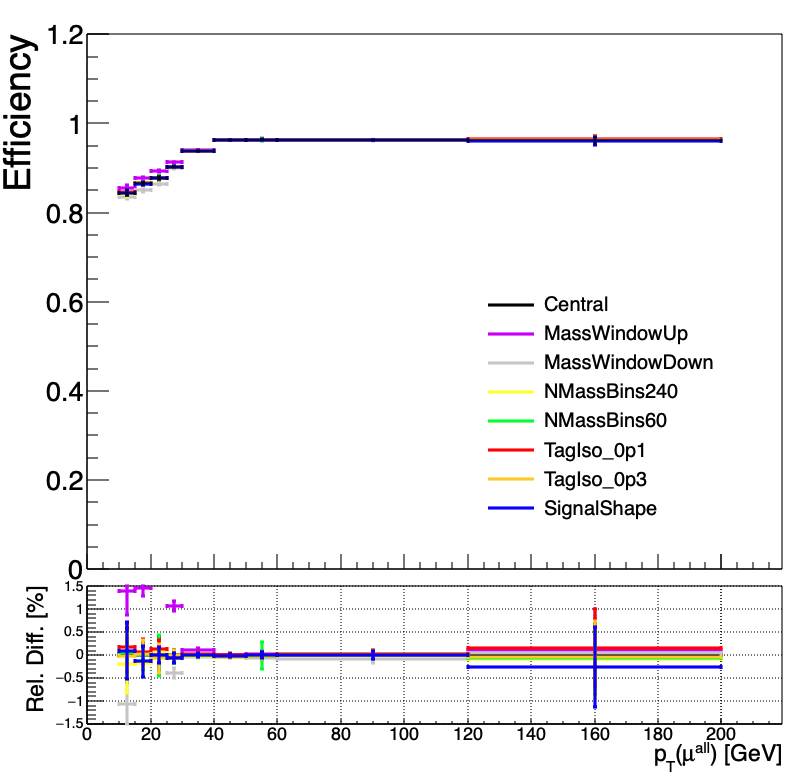 Efficiency
1.2
1
0.8
0.6
0.4
0.2
0
Central
MassWindowUp
MassWindowDown
NMassBins240
NMassBins60
TagIso_0p1
TagIso_0p3
SignalShape
Rel. Diff. [%]
1.5
1
0.5
0
−0.5
−1
−1.5
0 20 40 60 80 100 120 140 160 180 200
p_T(μ^all) [GeV]